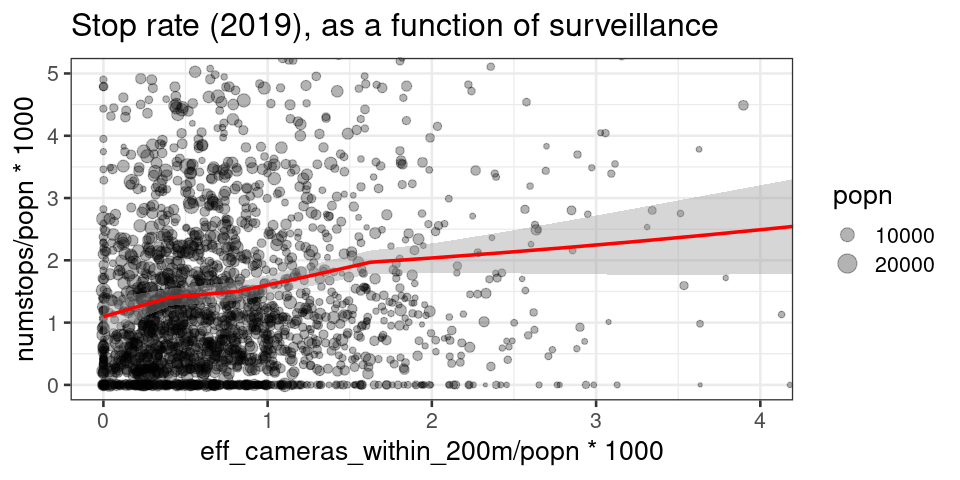 Stop rate (2019), as a function of surveillance
numstops/popn * 1000
5
4
3
2
1
0
0 1 2 3 4
eff_cameras_within_200m/popn * 1000
popn
10000
20000